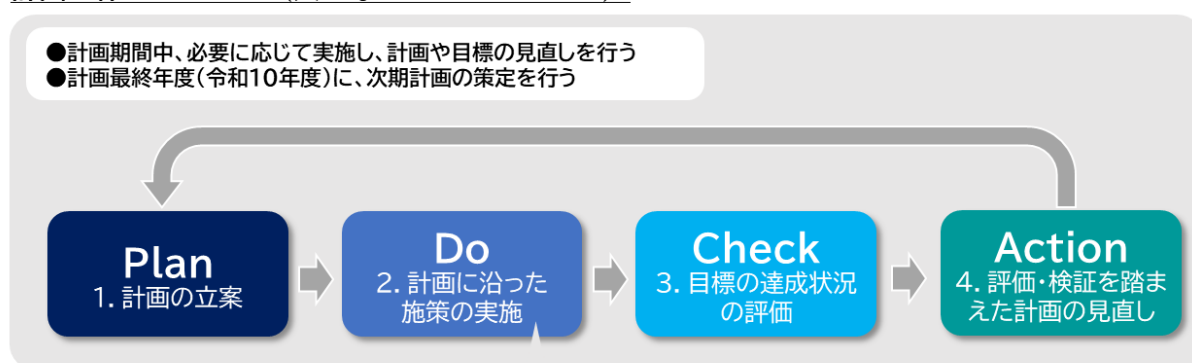 ●計画期間中、必要に応じて実施し、計画や目標の見直しを行う
●計画最終年度(令和10年度)に、次期計画の策定を行う
Plan
1. 計画の立案
Do
2. 計画に沿った
施策の実施
Check
3. 目標の達成状況
の評価
Action
4. 評価・検証を踏ま
えた計画の見直し